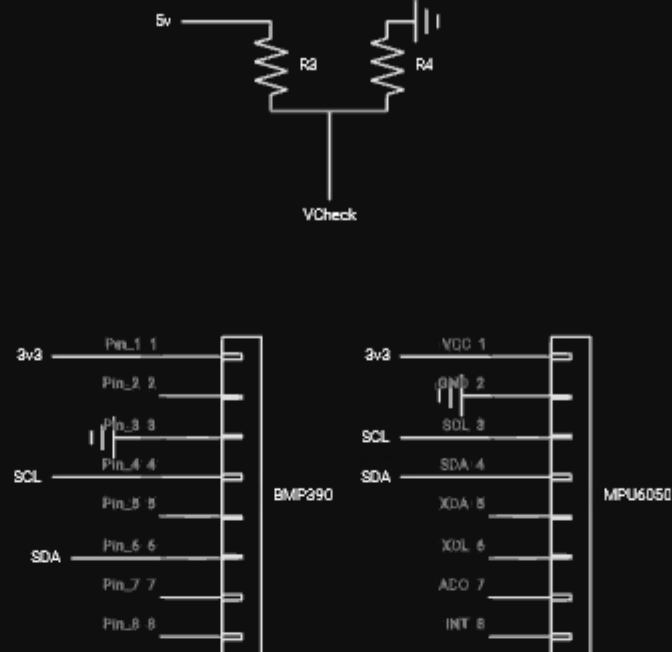 5v
R3
R4
VCheck
3v3
Pin_1 1
Pin_2 2
Pin_3 3
SCL
Pin_4 4
Pin_5 5
SDA
Pin_6 6
Pin_7 7
Pin_8 8
BMP390
3v3
VCC 1
GND 2
SCL
SCL 3
SDA
SDA 4
XDA 5
XCL 6
ADO 7
INT 8
MPU6050